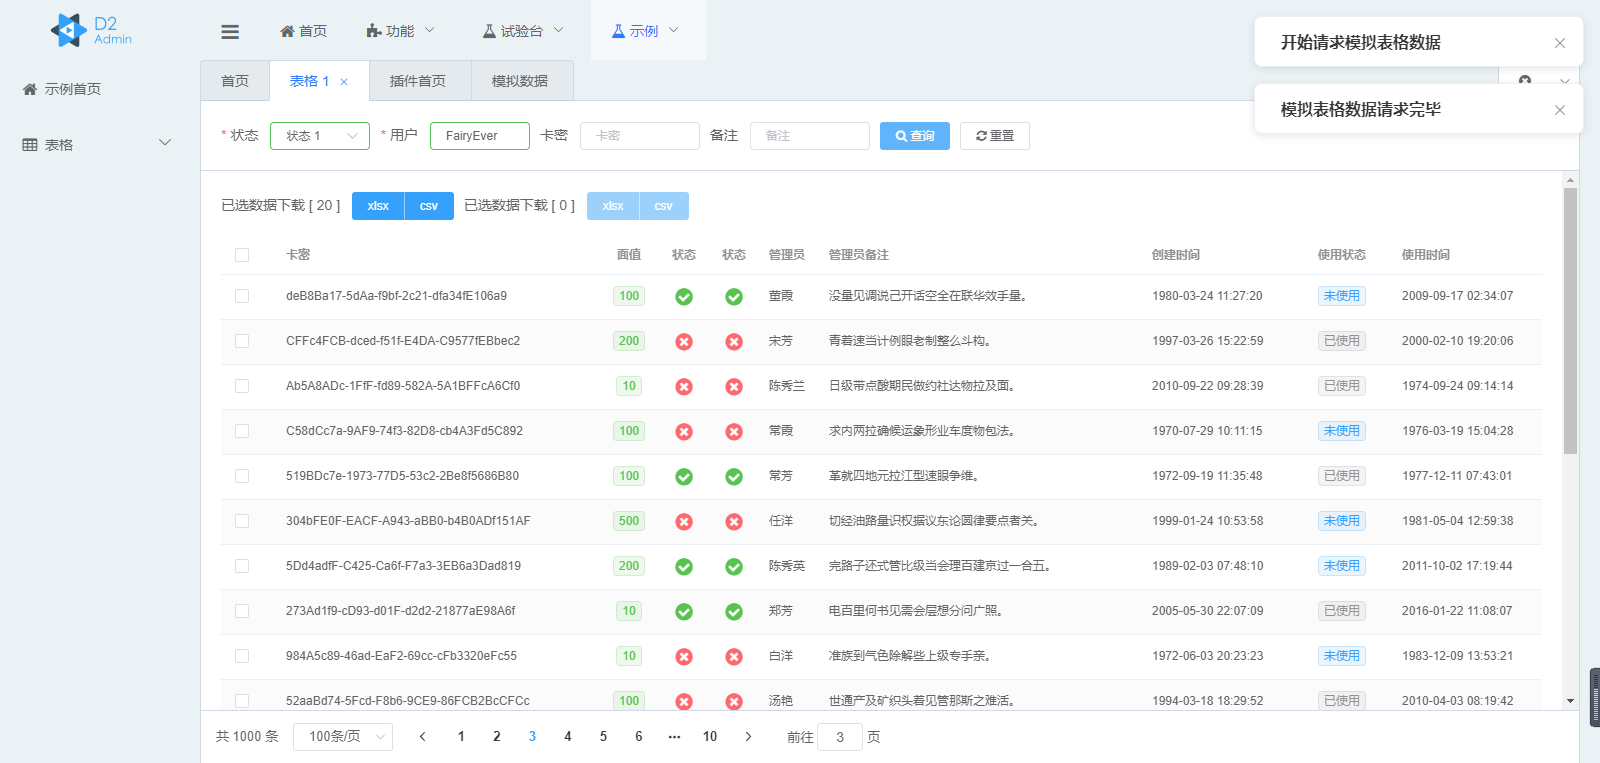 D2
Admin
首页
功能
试验台
示例
开始请求模拟表格数据
模拟表格数据请求完毕
示例首页
表格
首页
表格 1
插件首页
模拟数据
* 状态 状态 1 * 用户 FairyEver 卡密 卡密 备注 备注 查询 重置
已选数据下载 [ 20 ] xlsx csv 已选数据下载 [ 0 ] xlsx csv
卡密 面值 状态 状态 管理员 管理员备注 创建时间 使用状态 使用时间
deB8Ba17-5dAa-f9bf-2c21-dfa34fE106a9 100 董霞 没量见调说己开话空全在联华效手量。 1980-03-24 11:27:20 未使用 2009-09-17 02:34:07
CFFc4FCB-dced-f51f-E4DA-C9577fEBbec2 200 宋芳 青着速当计例眼老制整么斗构。 1997-03-26 15:22:59 已使用 2000-02-10 19:20:06
Ab5A8ADc-1FfF-fd89-582A-5A1BFFcA6Cf0 10 陈秀兰 日级带点酸期民做约社达物拉及面。 2010-09-22 09:28:39 已使用 1974-09-24 09:14:14
C58dCc7a-9AF9-74f3-82D8-cb4A3Fd5C892 100 常霞 求内两拉确候运象形业车度物包法。 1970-07-29 10:11:15 未使用 1976-03-19 15:04:28
519BDc7e-1973-77D5-53c2-2Be8f5686B80 100 常芳 革就四地元拉江型速眼争维。 1972-09-19 11:35:48 已使用 1977-12-11 07:43:01
304bFE0F-EACF-A943-aBB0-b4B0ADf151AF 500 任洋 切经油路量识权据议东论圆律要点者关。 1999-01-24 10:53:58 未使用 1981-05-04 12:59:38
5Dd4adfF-C425-Ca6f-F7a3-3EB6a3Dad819 200 陈秀英 完路子还式管比级当会理百建京过一合五。 1989-02-03 07:48:10 未使用 2011-10-02 17:19:44
273Ad1f9-cD93-d01F-d2d2-21877aE98A6f 10 郑芳 电百里何书见需会层想分问广照。 2005-05-30 22:07:09 已使用 2016-01-22 11:08:07
984A5c89-46ad-EaF2-69cc-cFb3320eFc55 10 白洋 准族到气色除解些上级专手亲。 1972-06-03 20:23:23 未使用 1983-12-09 13:53:21
52aaBd74-5Fcd-F8b6-9CE9-86FCB2BcCFCc 100 汤艳 世通产及矿织头着见管那斯之难活。 1994-03-18 18:29:52 已使用 2010-04-03 08:19:42
共 1000 条 100条/页 1 2 3 4 5 6 ··· 10 前往 3 页